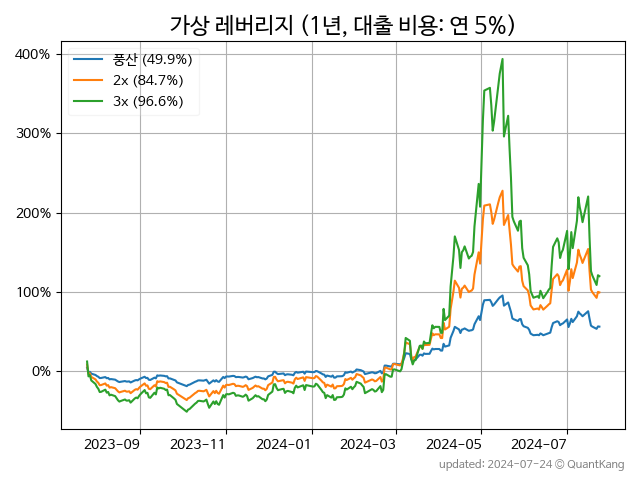 가상 레버리지 (1년, 대출 비용: 연 5%)
풍산 (49.9%)
2x (84.7%)
3x (96.6%)
400%
300%
200%
100%
0%
2023-09
2023-11
2024-01
2024-03
2024-05
2024-07
updated: 2024-07-24 © QuantKang